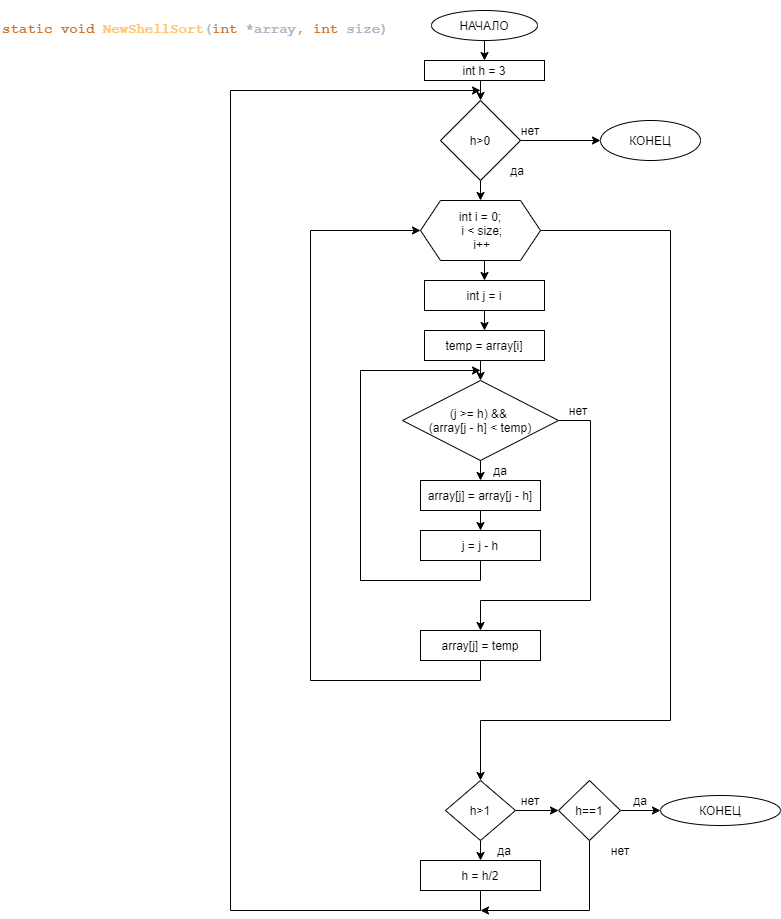 static void NewShellSort(int *array, int size)
НАЧАЛО
int h = 3
h>0
нет
КОНЕЦ
да
int i = 0;
i < size;
i++
int j = i
temp = array[i]
(j >= h) &&
(array[j - h] < temp)
нет
да
array[j] = array[j - h]
j = j - h
array[j] = temp
h>1
нет
h==1
да
КОНЕЦ
да
нет
h = h/2